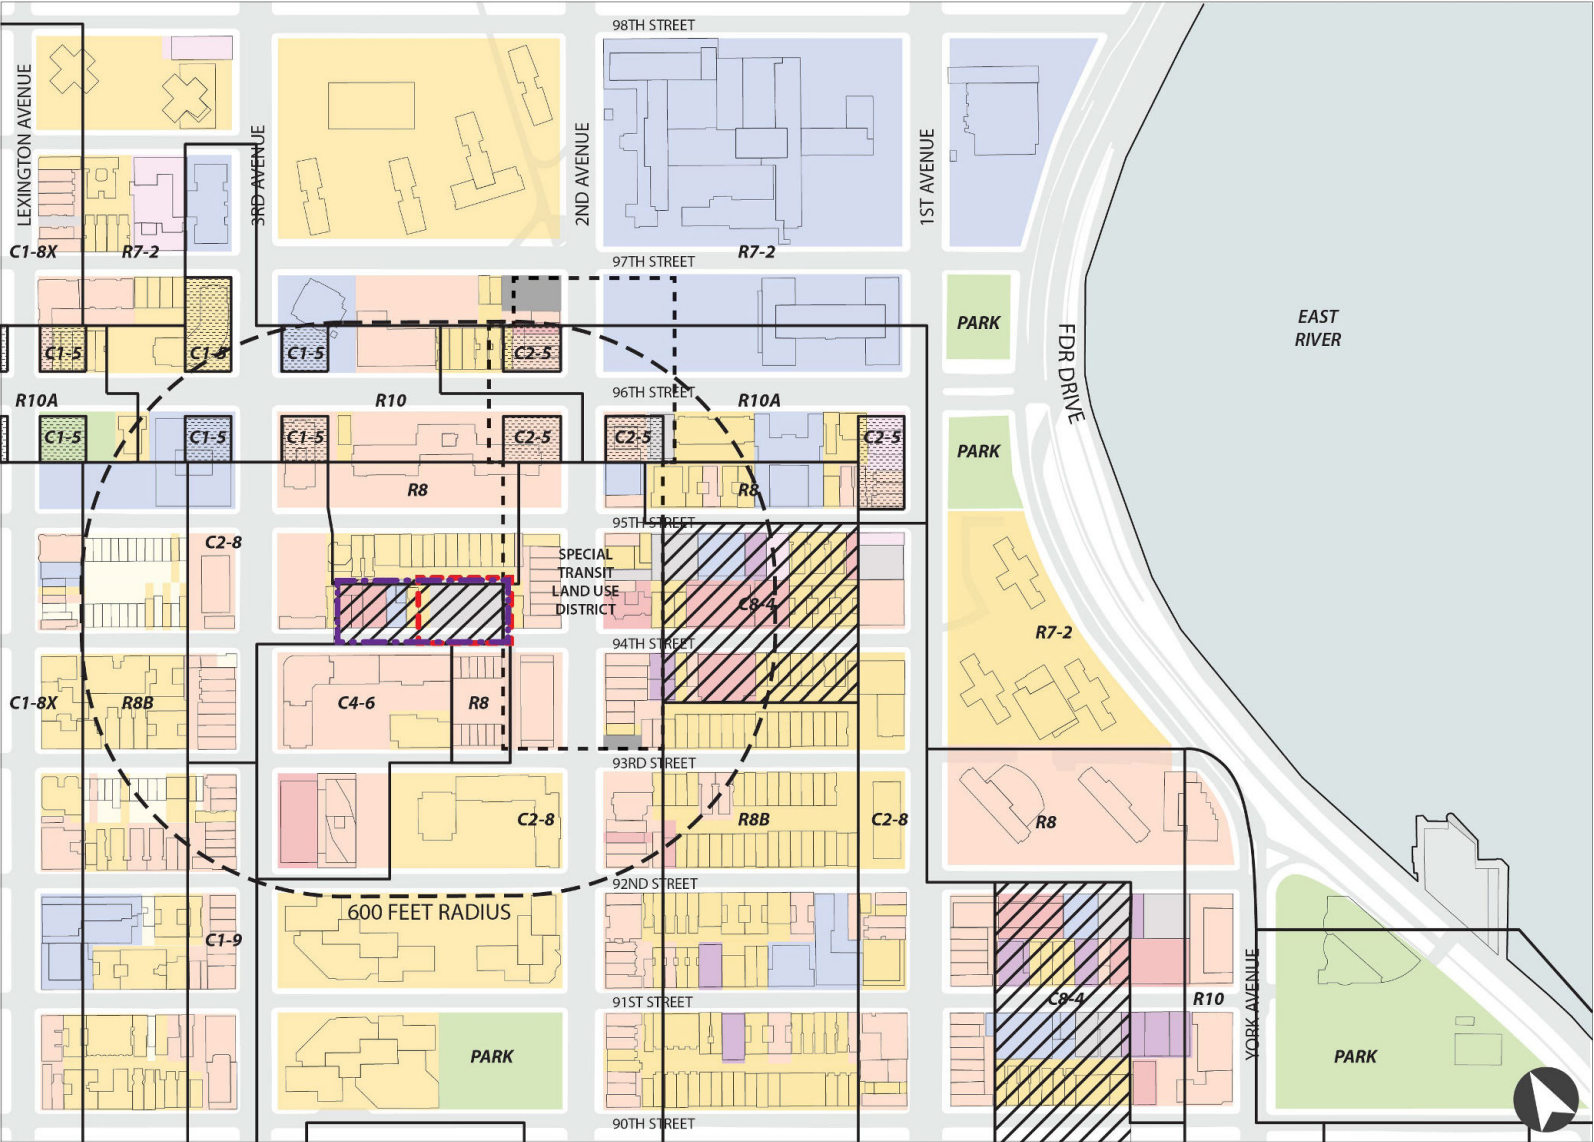 98TH STREET
LEXINGTON AVENUE
3RD AVENUE
2ND AVENUE
1ST AVENUE
C1-8X
R7-2
R7-2
97TH STREET
EAST
RIVER
PARK
FDR DRIVE
C1-5
C1-5
C1-5
C2-5
96TH STREET
R10A
R10
R10A
C1-5
C1-5
C1-5
C2-5
C2-5
C2-5
PARK
R8
R8
95TH STREET
C2-8
SPECIAL
TRANSIT
LAND USE
DISTRICT
C8-4
R7-2
94TH STREET
C1-8X
R8B
C4-6
R8
93RD STREET
C2-8
R8B
C2-8
R8
92ND STREET
600 FEET RADIUS
C1-9
91ST STREET
C8-4
R10
YORK AVENUE
PARK
PARK
90TH STREET